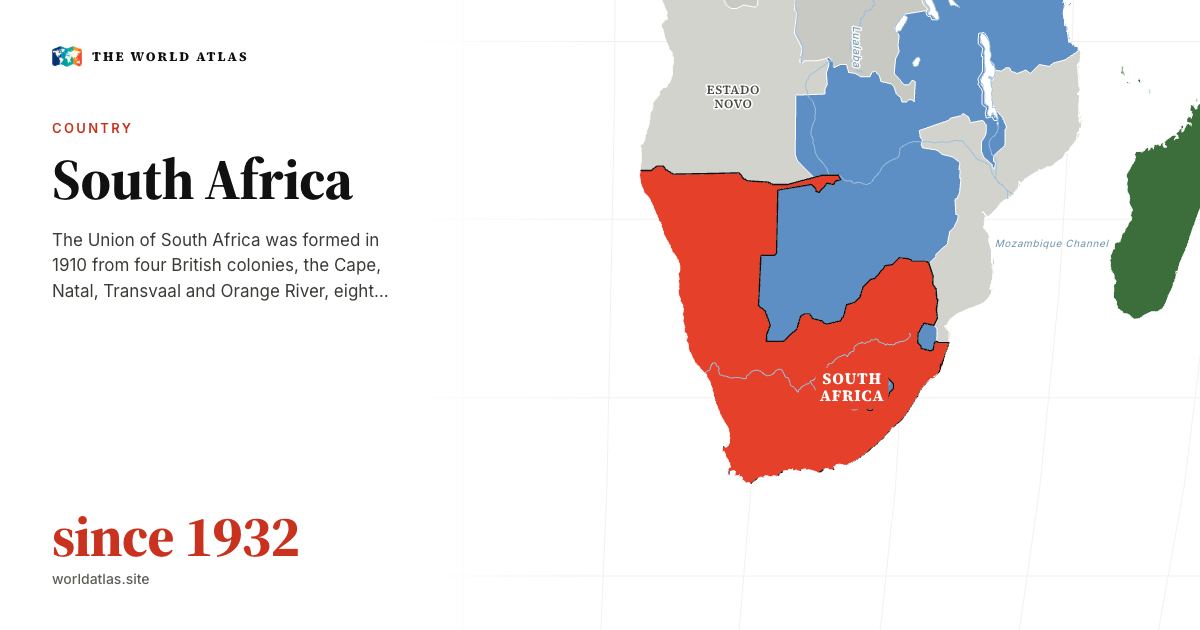 THE WORLD ATLAS
COUNTRY
South Africa
The Union of South Africa was formed in
1910 from four British colonies, the Cape,
Natal, Transvaal and Orange River, eight...
since 1932
worldatlas.site
Lualaba
ESTADO
NOVO
Mozambique Channel
SOUTH
AFRICA